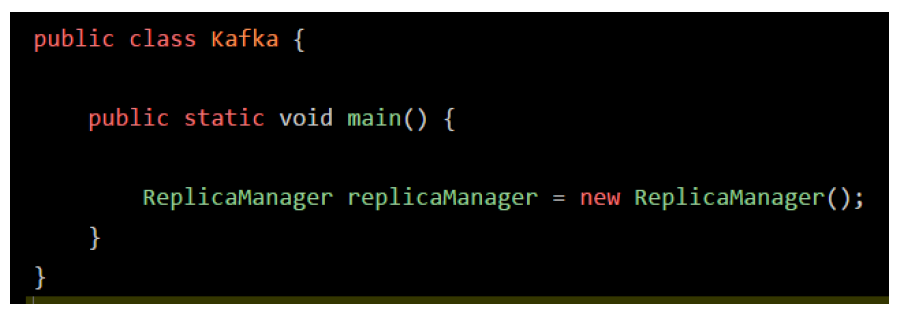 public class Kafka {
public static void main() {
ReplicaManager replicaManager = new ReplicaManager();
}
}